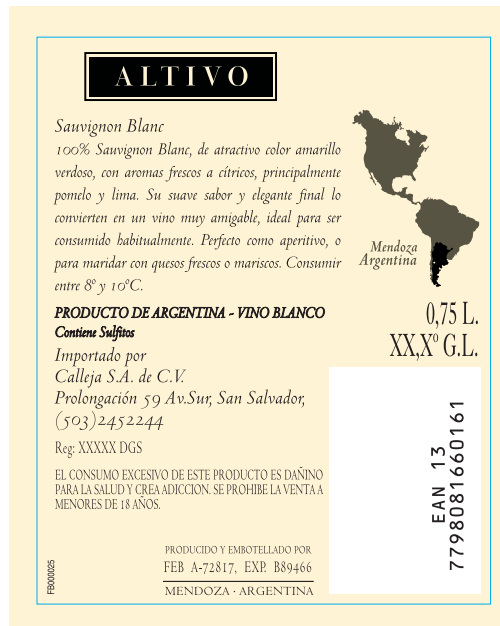 ALTIVO
Sauvignon Blanc
100% Sauvignon Blanc, de atractivo color amarillo
verdoso, con aromas frescos a cítricos, principalmente
pomelo y lima. Su suave sabor y elegante final lo
convierten en un vino muy amigable, ideal para ser
consumido habitualmente. Perfecto como aperitivo, o
para maridar con quesos frescos o mariscos. Consumir
entre 8º y 10ºC.
Mendoza
Argentina
PRODUCTO DE ARGENTINA - VINO BLANCO
Contiene Sulfitos
0,75 L.
XX,Xº G.L.
Importado por
Calleja S.A. de C.V.
Prolongación 59 Av.Sur, San Salvador,
(503)2452244
Reg: XXXXX DGS
EL CONSUMO EXCESIVO DE ESTE PRODUCTO ES DAÑINO
PARA LA SALUD Y CREA ADICCION. SE PROHIBE LA VENTA A
MENORES DE 18 AÑOS.
EAN 13
7798081660161
FB000025
PRODUCIDO Y EMBOTELLADO POR
FEB A-72817, EXP. B89466
MENDOZA · ARGENTINA